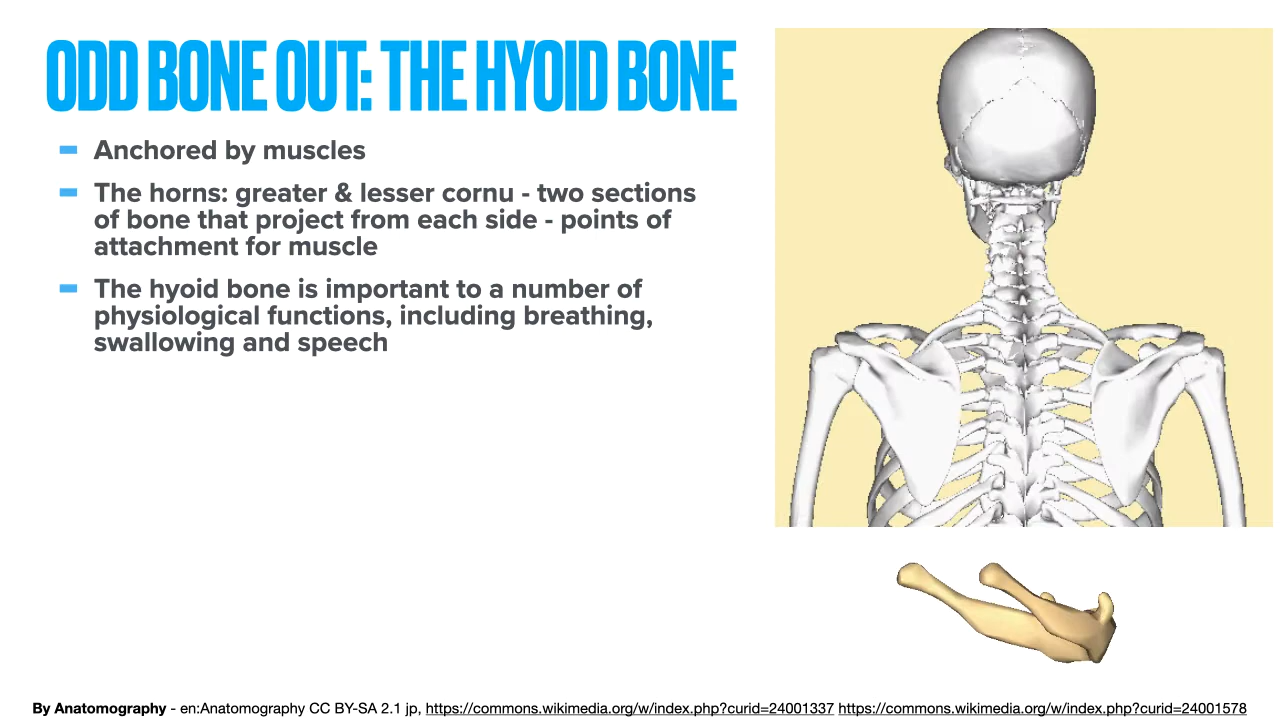 ODD BONE OUT: THE HYOID BONE
Anchored by muscles
The horns: greater & lesser cornu - two sections
of bone that project from each side - points of
attachment for muscle
The hyoid bone is important to a number of
physiological functions, including breathing,
swallowing and speech
By Anatomography - en:Anatomography CC BY-SA 2.1 jp, https://commons.wikimedia.org/w/index.php?curid=24001337 https://commons.wikimedia.org/w/index.php?curid=24001578